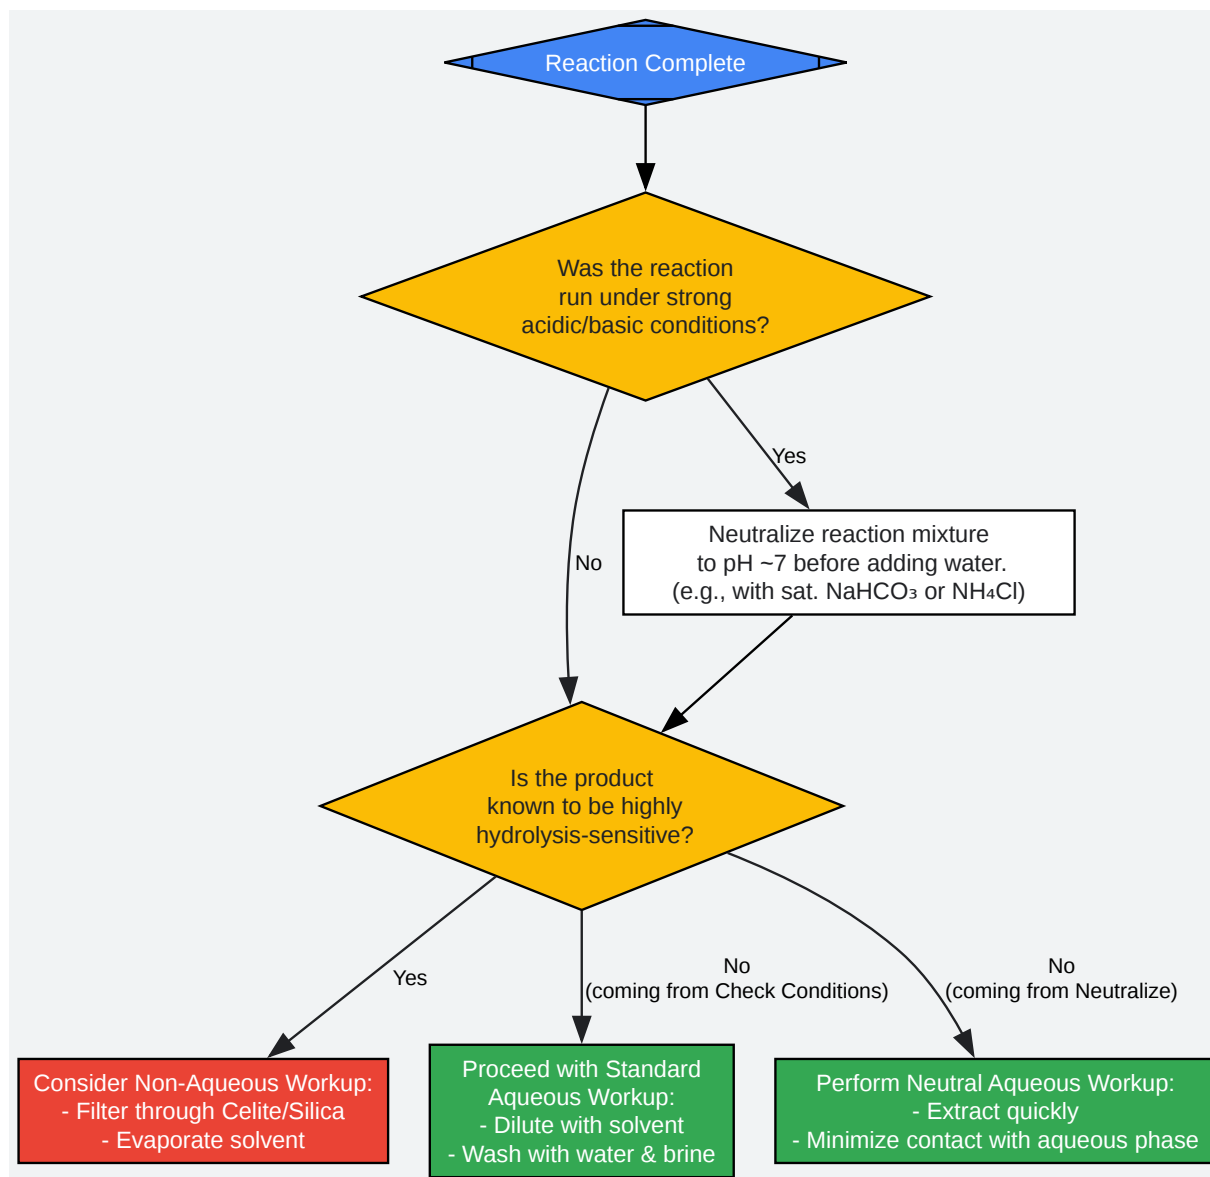 Reaction Complete
Was the reaction
run under strong
acidic/basic conditions?
Yes
No
Neutralize reaction mixture
to pH ~7 before adding water.
(e.g., with sat. NaHCO₃ or NH₄Cl)
Is the product
known to be highly
hydrolysis-sensitive?
Yes
No
(coming from Check Conditions)
No
(coming from Neutralize)
Consider Non-Aqueous Workup:
- Filter through Celite/Silica
- Evaporate solvent
Proceed with Standard
Aqueous Workup:
- Dilute with solvent
- Wash with water & brine
Perform Neutral Aqueous Workup:
- Extract quickly
- Minimize contact with aqueous phase